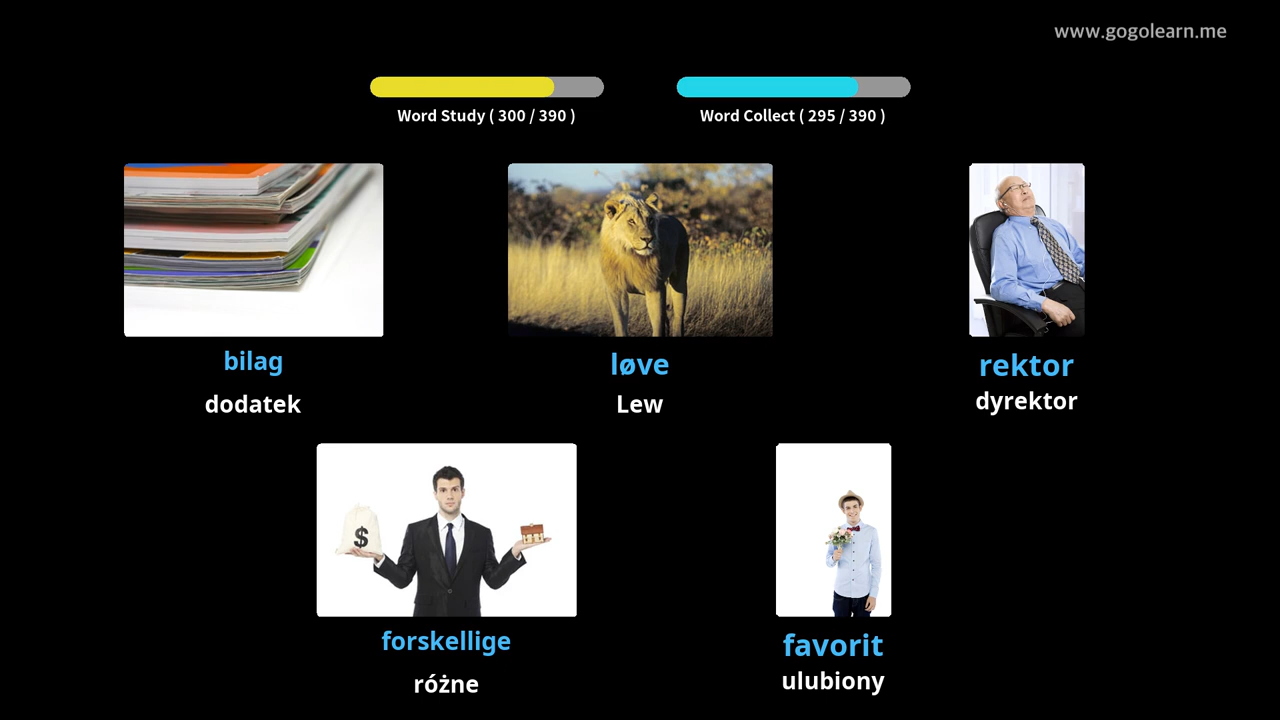 www.gogolearn.me
Word Study ( 300 / 390 )
Word Collect ( 295 / 390 )
bilag
dodatek
løve
Lew
rektor
dyrektor
$
forskellige
różne
favorit
ulubiony